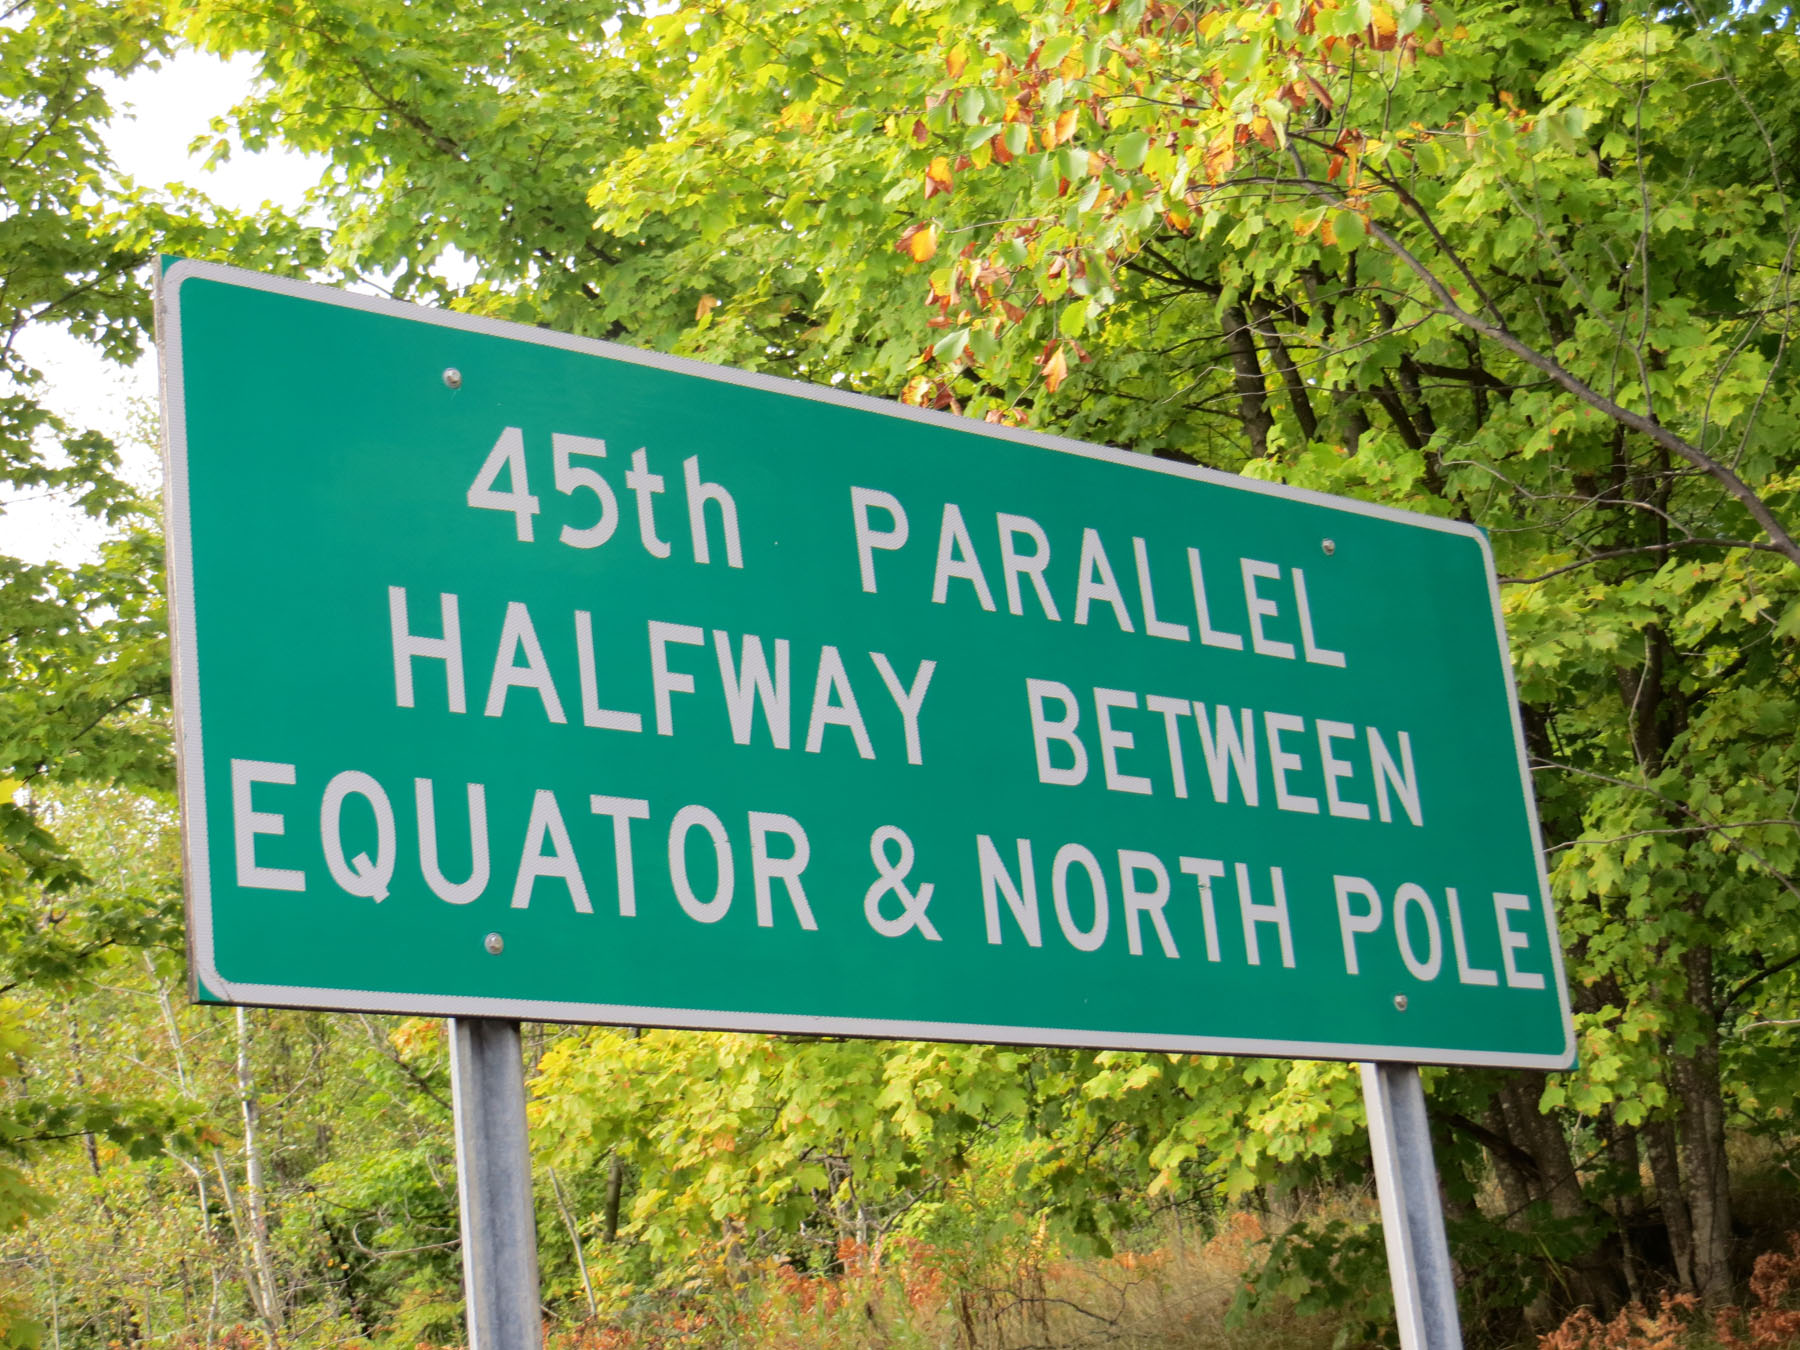 45th PARALLEL
HALFWAY BETWEEN
EQUATOR & NORTH POLE